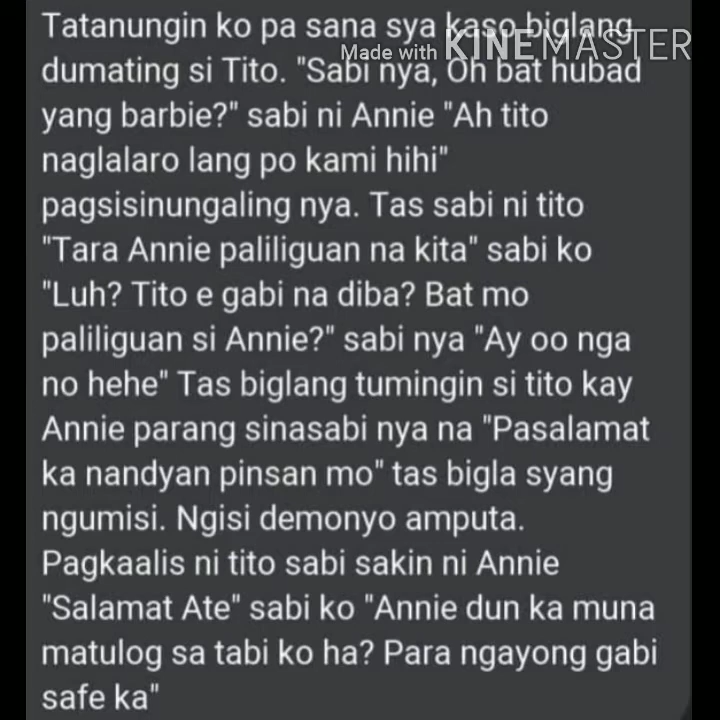 Tatanungin ko pa sana sya kaso biglang
Made with KINEMASTER
dumating si Tito. "Sabi nya, Oh bat hubad
yang barbie?" sabi ni Annie "Ah tito
naglalaro lang po kami hihi"
pagsisinungaling nya. Tas sabi ni tito
"Tara Annie paliliguan na kita" sabi ko
"Luh? Tito e gabi na diba? Bat mo
paliliguan si Annie?" sabi nya "Ay oo nga
no hehe" Tas biglang tumingin si tito kay
Annie parang sinasabi nya na "Pasalamat
ka nandyan pinsan mo" tas bigla syang
ngumisi. Ngisi demonyo amputa.
Pagkaalis ni tito sabi sakin ni Annie
"Salamat Ate" sabi ko "Annie dun ka muna
matulog sa tabi ko ha? Para ngayong gabi
safe ka"